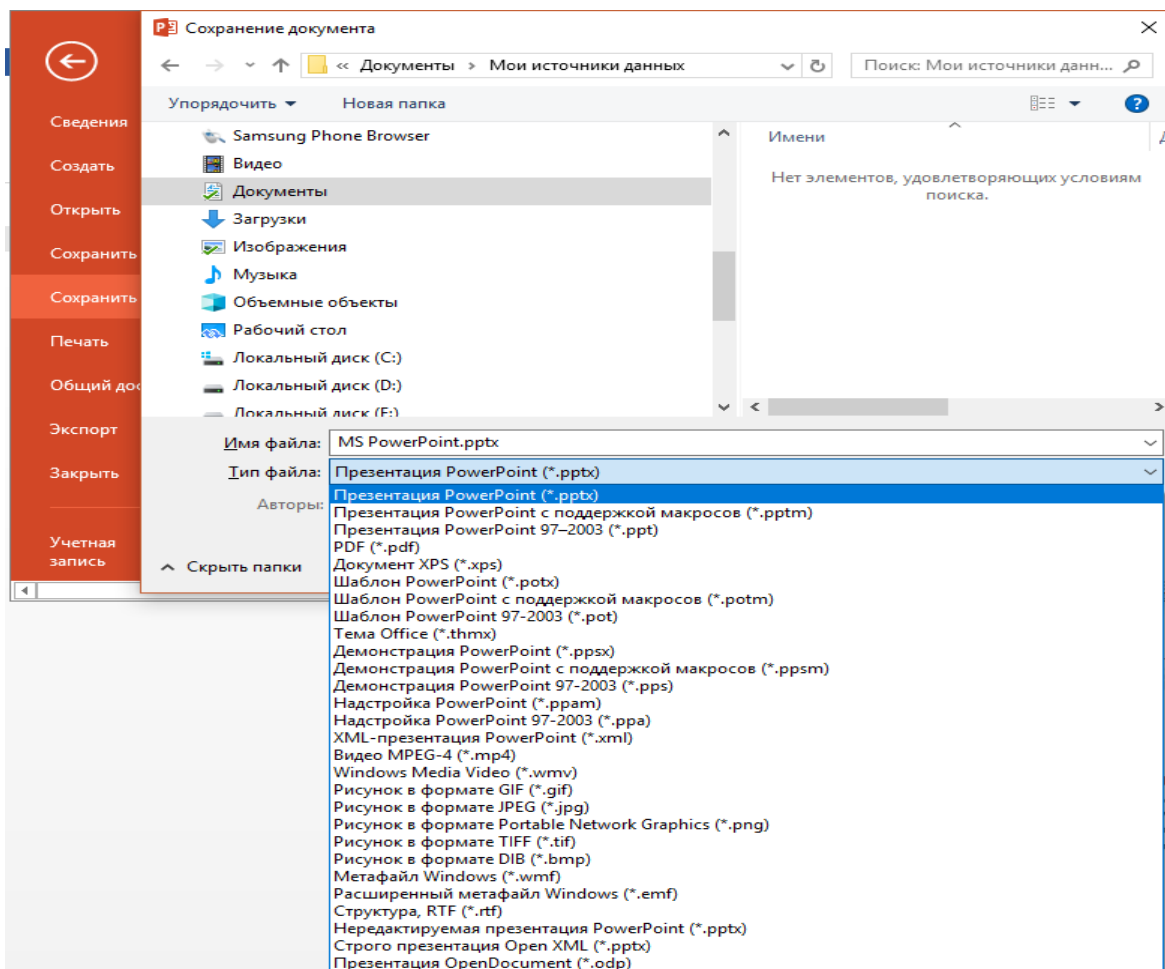 Сохранение документа
« Документы › Мои источники данных
Поиск: Мои источники данн...
Упорядочить
Новая папка
Сведения
Создать
Открыть
Сохранить
Сохранить
Печать
Общий дос
Экспорт
Закрыть
Учетная
запись
Samsung Phone Browser
Видео
Документы
Загрузки
Изображения
Музыка
Объемные объекты
Рабочий стол
Локальный диск (C:)
Локальный диск (D:)
Локальный диск (F:)
Имени
Нет элементов, удовлетворяющих условиям
поиска.
Имя файла: MS PowerPoint.pptx
Тип файла: Презентация PowerPoint (*.pptx)
Авторы:
Скрыть папки
Презентация PowerPoint (*.pptx)
Презентация PowerPoint с поддержкой макросов (*.pptm)
Презентация PowerPoint 97–2003 (*.ppt)
PDF (*.pdf)
Документ XPS (*.xps)
Шаблон PowerPoint (*.potx)
Шаблон PowerPoint с поддержкой макросов (*.potm)
Шаблон PowerPoint 97-2003 (*.pot)
Тема Office (*.thmx)
Демонстрация PowerPoint (*.ppsx)
Демонстрация PowerPoint с поддержкой макросов (*.ppsm)
Демонстрация PowerPoint 97-2003 (*.pps)
Надстройка PowerPoint (*.ppam)
Надстройка PowerPoint 97-2003 (*.ppa)
XML-презентация PowerPoint (*.xml)
Видео MPEG-4 (*.mp4)
Windows Media Video (*.wmv)
Рисунок в формате GIF (*.gif)
Рисунок в формате JPEG (*.jpg)
Рисунок в формате Portable Network Graphics (*.png)
Рисунок в формате TIFF (*.tif)
Рисунок в формате DIB (*.bmp)
Метафайл Windows (*.wmf)
Расширенный метафайл Windows (*.emf)
Структура, RTF (*.rtf)
Нередактируемая презентация PowerPoint (*.pptx)
Строго презентация Open XML (*.pptx)
Презентация OpenDocument (*.odp)